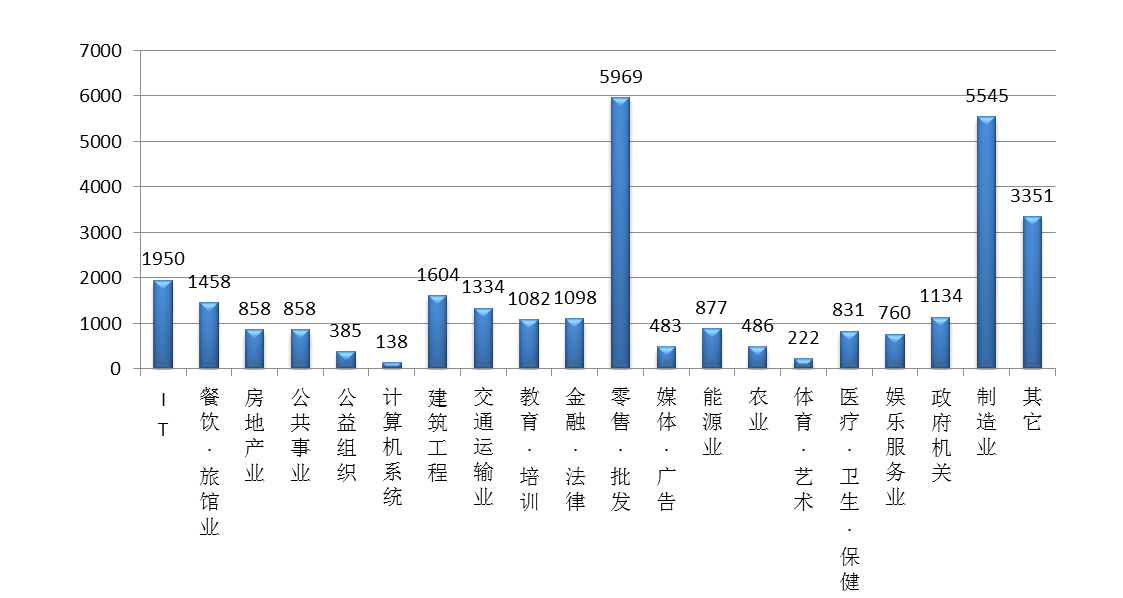 7000
6000
5000
4000
3000
2000
1000
0
1950
1458
858
858
385
138
1604
1334
1082
1098
5969
483
877
486
222
831
760
1134
5545
3351
IT
餐饮·旅馆业
房地产业
公共事业
公益组织
计算机系统
建筑工程
交通运输业
教育·培训
金融·法律
零售·批发
媒体·广告
能源业
农业
体育·艺术
医疗·卫生·保健
娱乐服务业
政府机关
制造业
其它